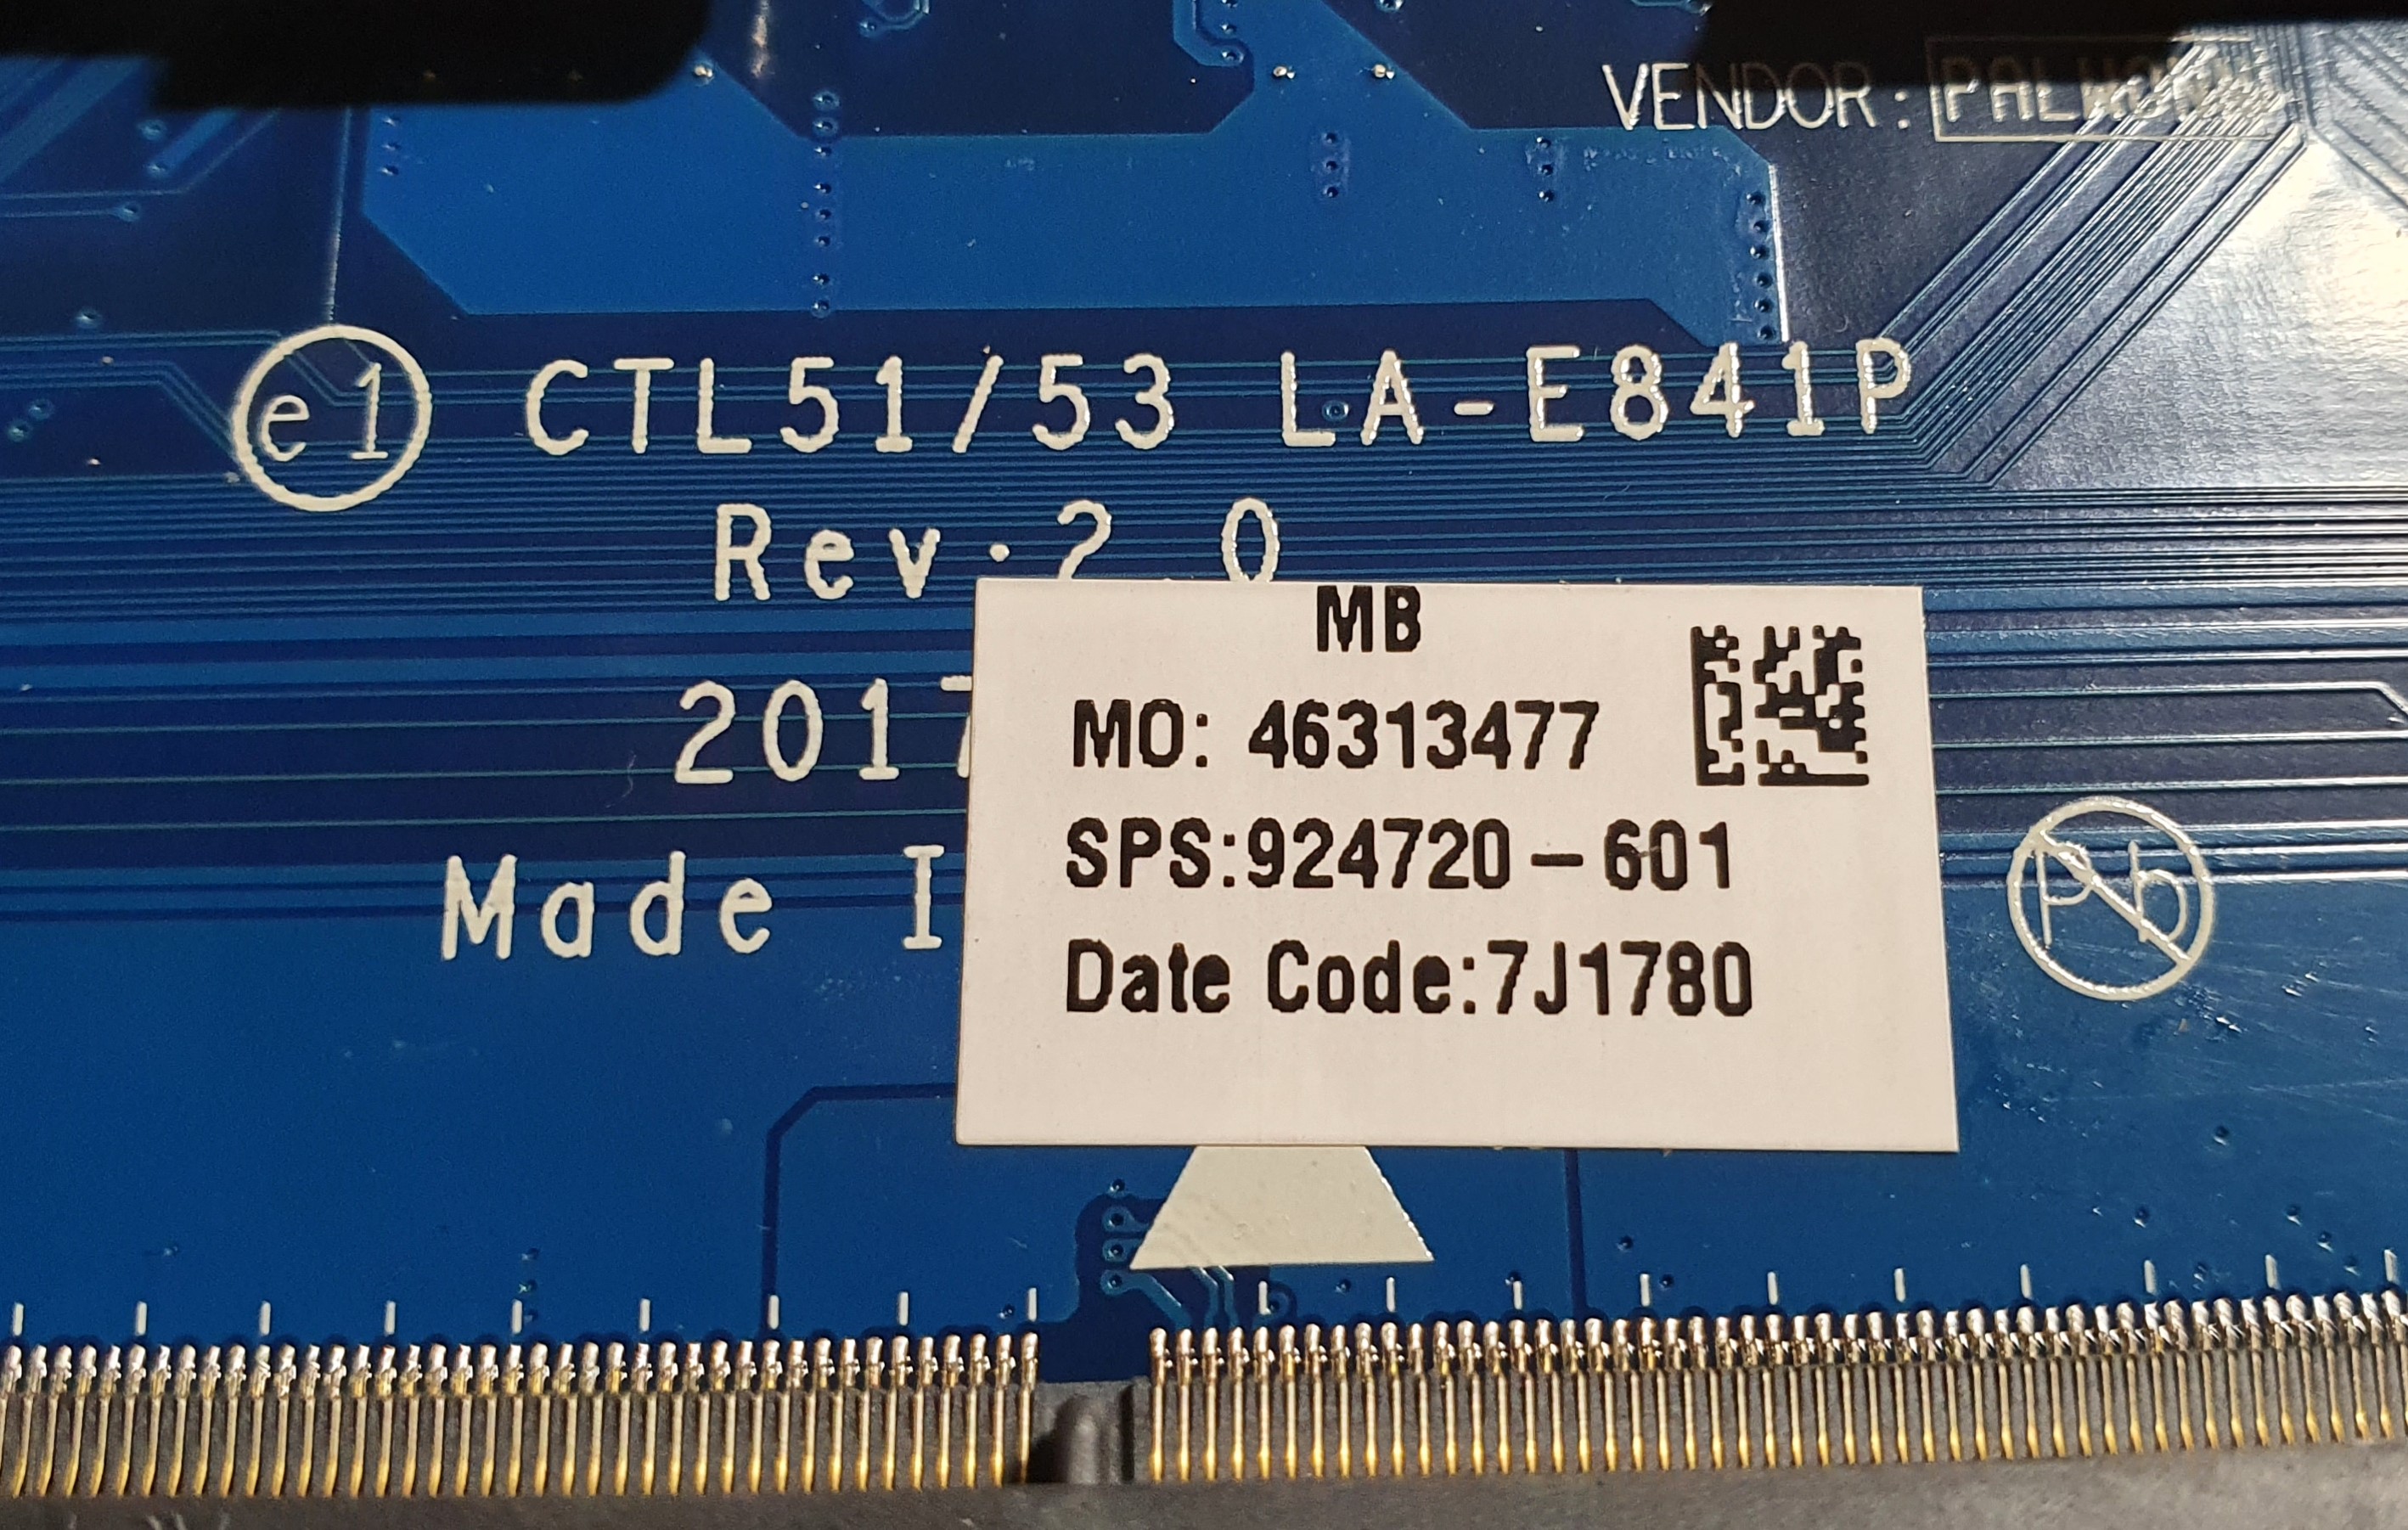 VENDOR:
e1 CTL51/53 LA-E841P
Rev.2.0
2017
Made I
MB
MO: 46313477
SPS:924720-601
Date Code:7J1780
Pb